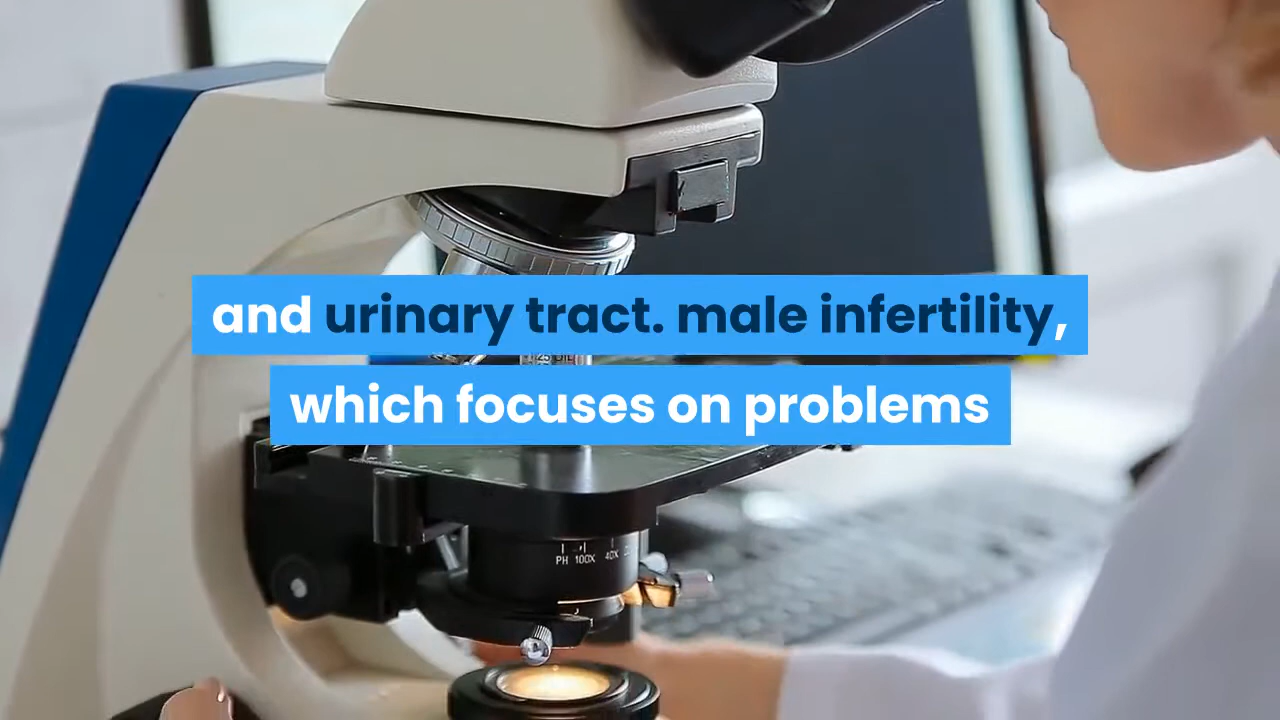 and urinary tract. male infertility,
which focuses on problems
PH 100X 40X